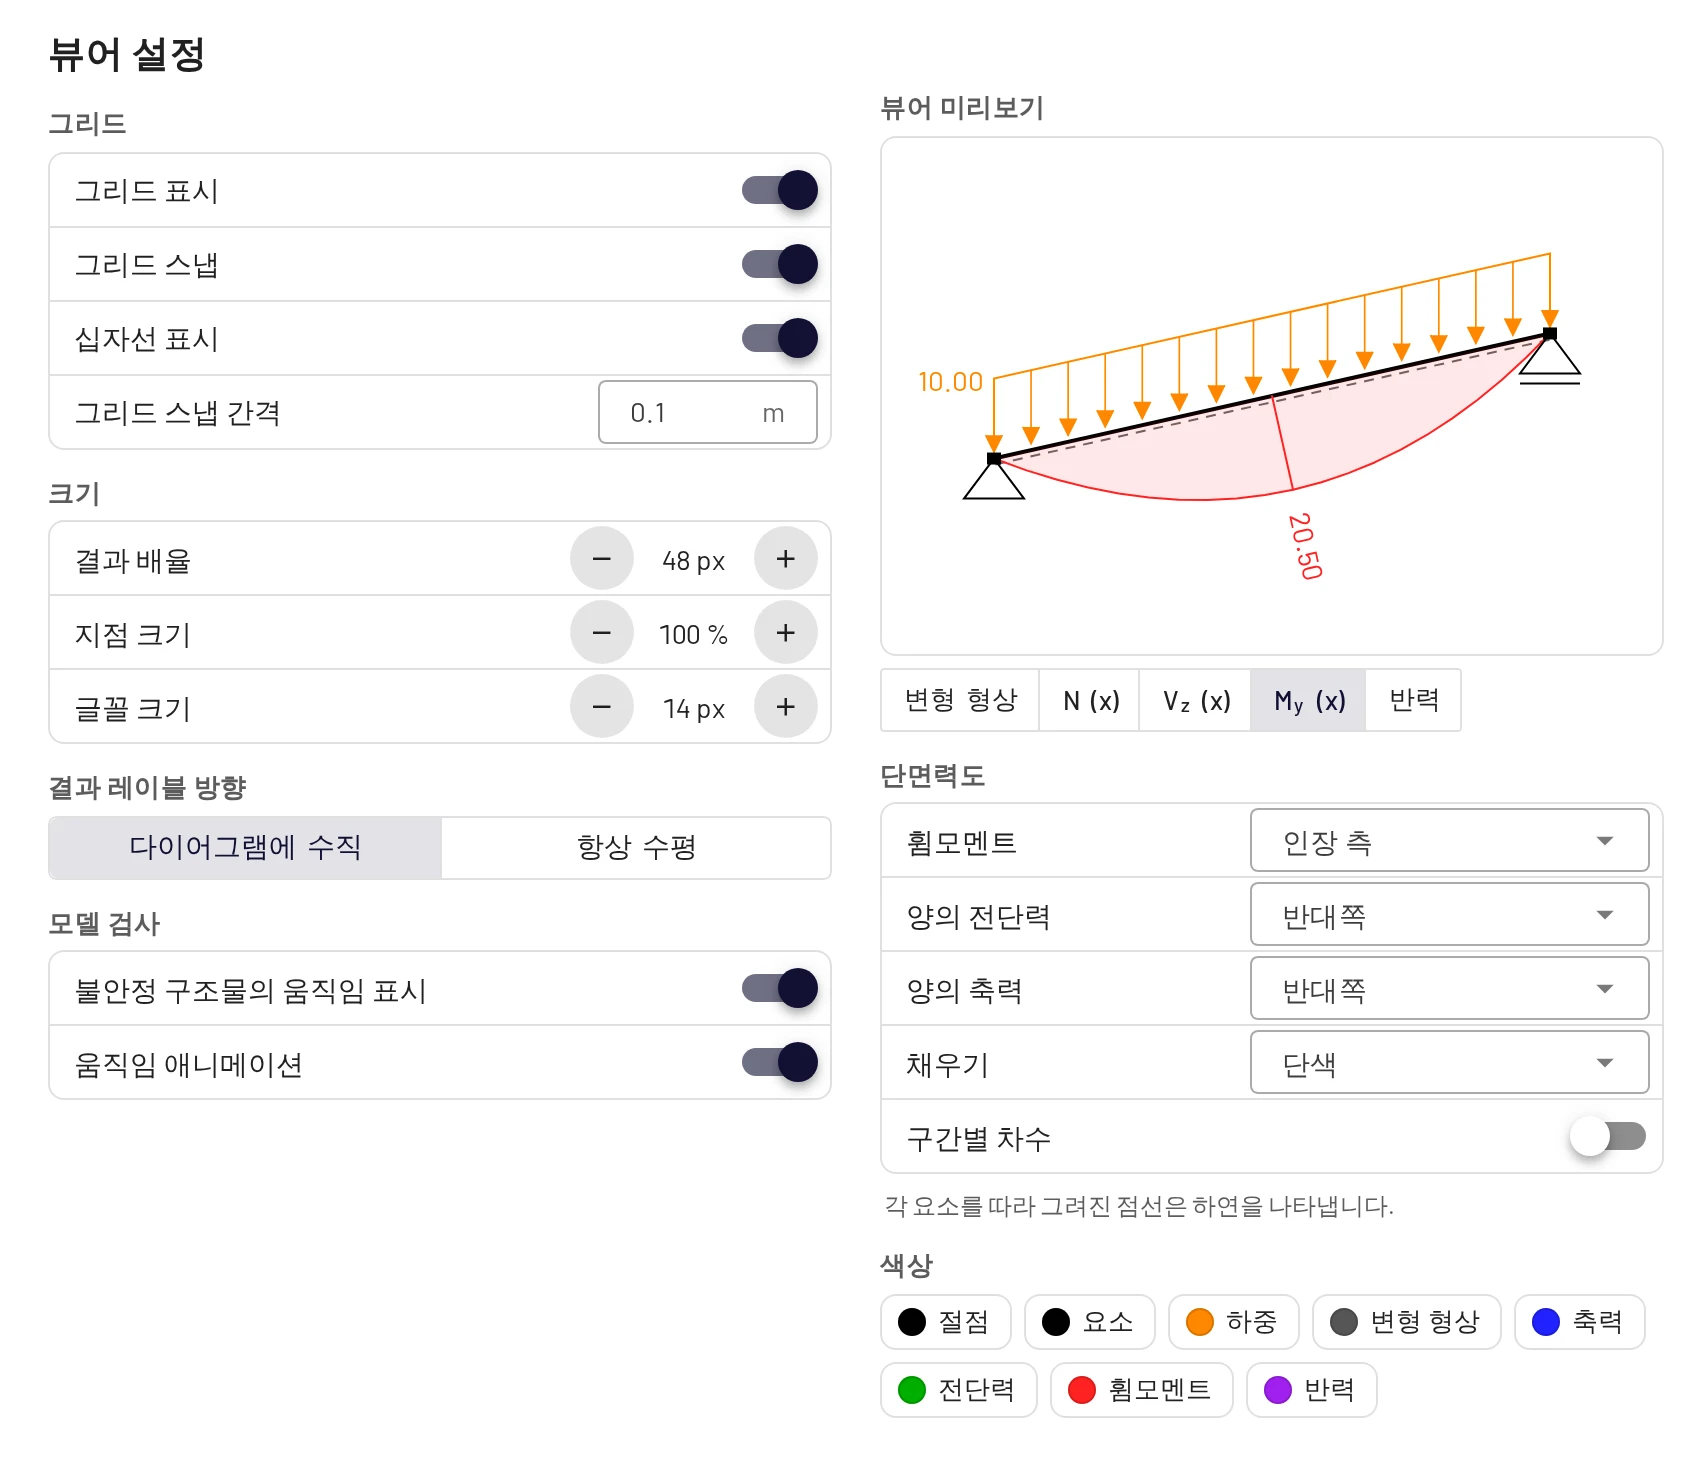 뷰어 설정
그리드
그리드 표시
그리드 스냅
십자선 표시
그리드 스냅 간격
0.1 m
크기
결과 배율
− 48 px +
지점 크기
− 100 % +
글꼴 크기
− 14 px +
결과 레이블 방향
다이어그램에 수직 항상 수평
모델 검사
불안정 구조물의 움직임 표시
움직임 애니메이션
뷰어 미리보기
10.00
20.50
변형 형상 N (x) Vz (x) My (x) 반력
단면력도
휨모멘트 인장 측
양의 전단력 반대쪽
양의 축력 반대쪽
채우기 단색
구간별 차수
각 요소를 따라 그려진 점선은 하연을 나타냅니다.
색상
절점 요소 하중 변형 형상 축력
전단력 휨모멘트 반력